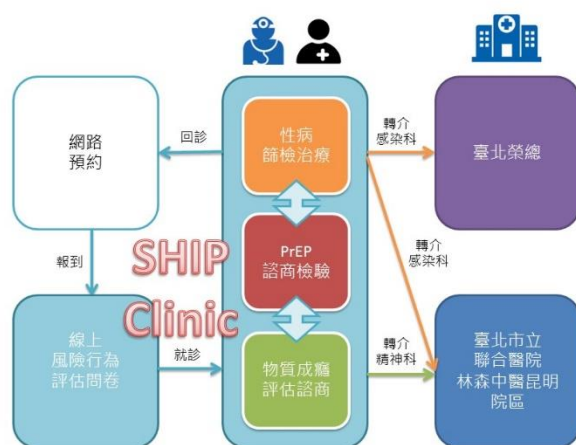 網路
預約
回診
性病
篩檢治療
轉介
感染科
臺北榮總
報到
SHIP
Clinic
PrEP
諮商檢驗
轉介
感染科
線上
風險行為
評估問卷
就診
物質成癮
評估諮商
轉介
精神科
臺北市立
聯合醫院
林森中醫昆明
院區